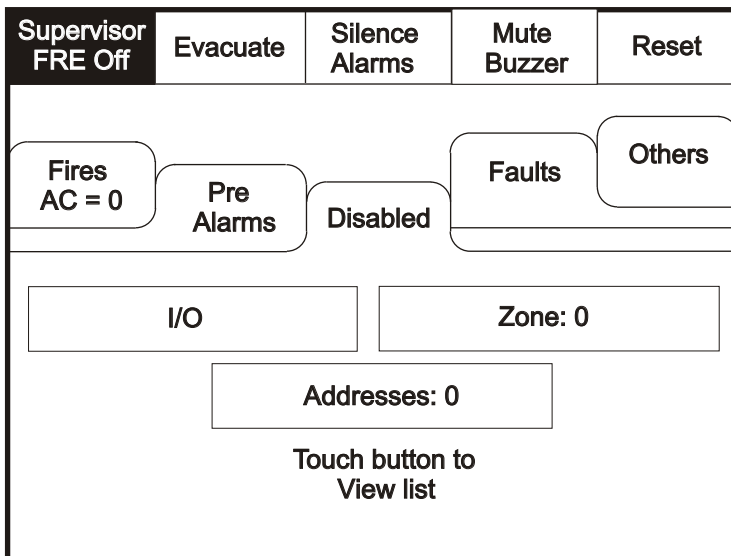 Supervisor
FRE Off
Evacuate
Silence
Alarms
Mute
Buzzer
Reset
Fires
AC = 0
Pre
Alarms
Disabled
Faults
Others
I/O
Zone: 0
Addresses: 0
Touch button to
View list